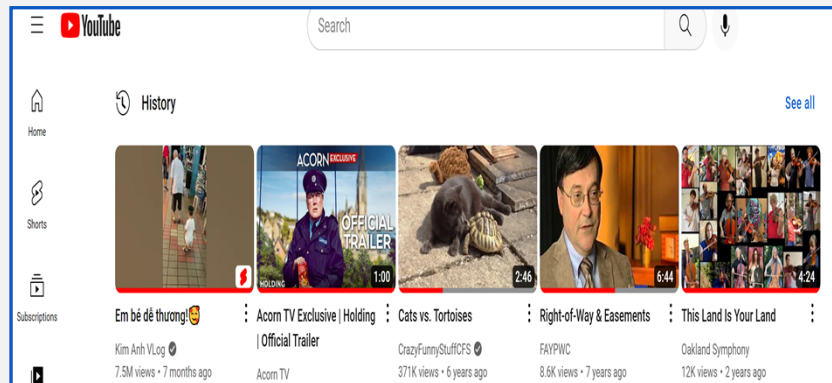 YouTube
Search
Home
Shorts
Subscriptions
History
See all
ACORN EXCLUSIVE
OFFICIAL
TRAILER
HOLDING
1:00
2:46
6:44
4:24
Em bé dễ thương!🥰
Kim Anh VLog
7.5M views • 7 months ago
Acorn TV Exclusive | Holding
| Official Trailer
Acorn TV
Cats vs. Tortoises
CrazyFunnyStuffCFS
371K views • 6 years ago
Right-of-Way & Easements
FAYPWC
8.6K views • 7 years ago
This Land Is Your Land
Oakland Symphony
12K views • 2 years ago